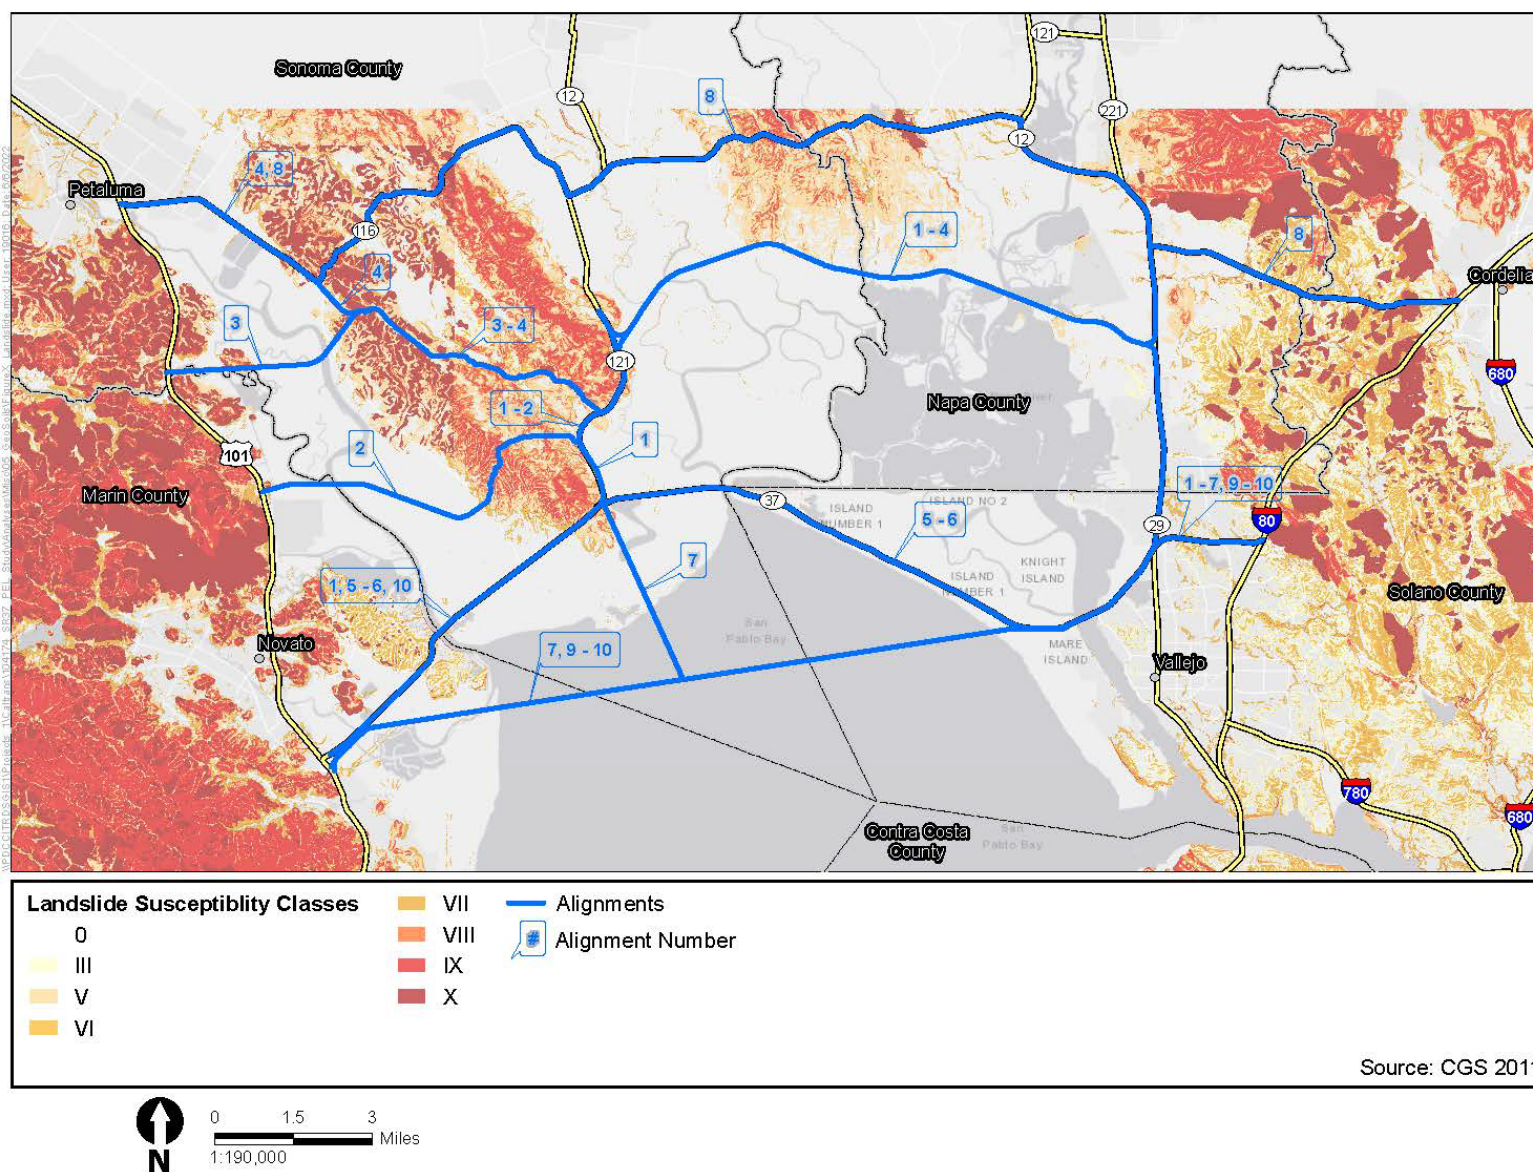 Sonoma County
121
12
8
221
12
4, 8
Petaluma
116
1 - 4
8
4
Cordelia
3
3 - 4
121
680
Napa County
1 - 2
1
2
101
Marin County
37
ISLAND
NUMBER 1
ISLAND NO 2
1 - 7, 9 - 10
5 - 6
29
80
7
KNIGHT
ISLAND
ISLAND
NUMBER 1
1, 5 - 6, 10
Solano County
San
Pablo Bay
Novato
7, 9 - 10
MARE
ISLAND
Vallejo
780
680
Contra Costa
County
San
Pablo Bay
Landslide Susceptiblity Classes
0
III
V
VI
VII
VIII
IX
X
Alignments
# Alignment Number
Source: CGS 2011
N
0 1.5 3
Miles
1:190,000